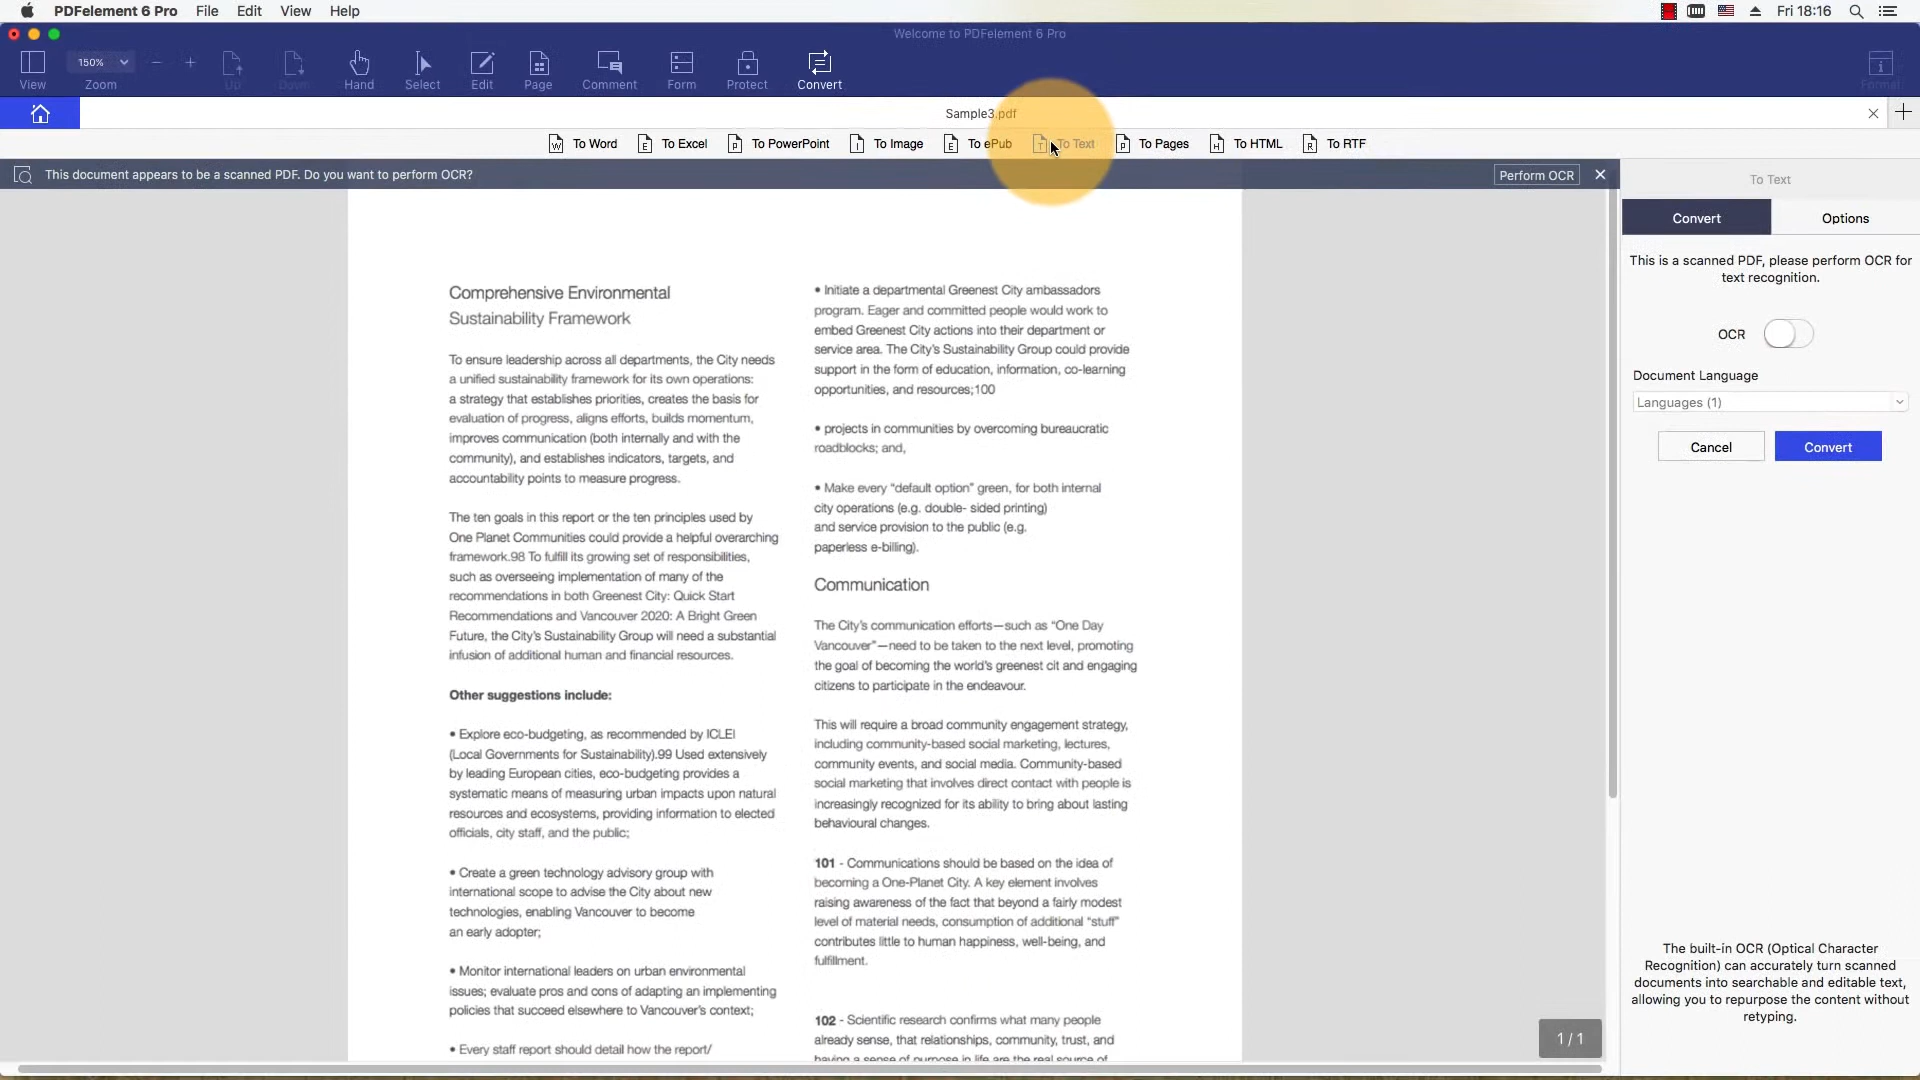 PDFelement 6 Pro File Edit View Help
Fri 18:16
Welcome to PDFelement 6 Pro
150%
View Zoom Up Down Hand Select Edit Page Comment Form Protect Convert Format
Sample3.pdf
To Word To Excel To PowerPoint To Image To ePub To Text To Pages To HTML To RTF
This document appears to be a scanned PDF. Do you want to perform OCR? Perform OCR
Comprehensive Environmental
Sustainability Framework
To ensure leadership across all departments, the City needs
a unified sustainability framework for its own operations:
a strategy that establishes priorities, creates the basis for
evaluation of progress, aligns efforts, builds momentum,
improves communication (both internally and with the
community), and establishes indicators, targets, and
accountability points to measure progress.
The ten goals in this report or the ten principles used by
One Planet Communities could provide a helpful overarching
framework.98 To fulfill its growing set of responsibilities,
such as overseeing implementation of many of the
recommendations in both Greenest City: Quick Start
Recommendations and Vancouver 2020: A Bright Green
Future, the City's Sustainability Group will need a substantial
infusion of additional human and financial resources.
Other suggestions include:
• Explore eco-budgeting, as recommended by ICLEI
(Local Governments for Sustainability).99 Used extensively
by leading European cities, eco-budgeting provides a
systematic means of measuring urban impacts upon natural
resources and ecosystems, providing information to elected
officials, city staff, and the public;
• Create a green technology advisory group with
international scope to advise the City about new
technologies, enabling Vancouver to become
an early adopter;
• Monitor international leaders on urban environmental
issues; evaluate pros and cons of adapting an implementing
policies that succeed elsewhere to Vancouver's context;
• Every staff report should detail how the report/
• Initiate a departmental Greenest City ambassadors
program. Eager and committed people would work to
embed Greenest City actions into their department or
service area. The City's Sustainability Group could provide
support in the form of education, information, co-learning
opportunities, and resources;100
• projects in communities by overcoming bureaucratic
roadblocks; and,
• Make every "default option" green, for both internal
city operations (e.g. double- sided printing)
and service provision to the public (e.g.
paperless e-billing).
Communication
The City's communication efforts—such as "One Day
Vancouver"—need to be taken to the next level, promoting
the goal of becoming the world's greenest cit and engaging
citizens to participate in the endeavour.
This will require a broad community engagement strategy,
including community-based social marketing, lectures,
community events, and social media. Community-based
social marketing that involves direct contact with people is
increasingly recognized for its ability to bring about lasting
behavioural changes.
101 - Communications should be based on the idea of
becoming a One-Planet City. A key element involves
raising awareness of the fact that beyond a fairly modest
level of material needs, consumption of additional "stuff"
contributes little to human happiness, well-being, and
fulfillment.
102 - Scientific research confirms what many people
already sense, that relationships, community, trust, and
having a sense of purpose in life are the real source of
1 / 1
To Text
Convert Options
This is a scanned PDF, please perform OCR for
text recognition.
OCR
Document Language
Languages (1)
Cancel Convert
The built-in OCR (Optical Character
Recognition) can accurately turn scanned
documents into searchable and editable text,
allowing you to repurpose the content without
retyping.